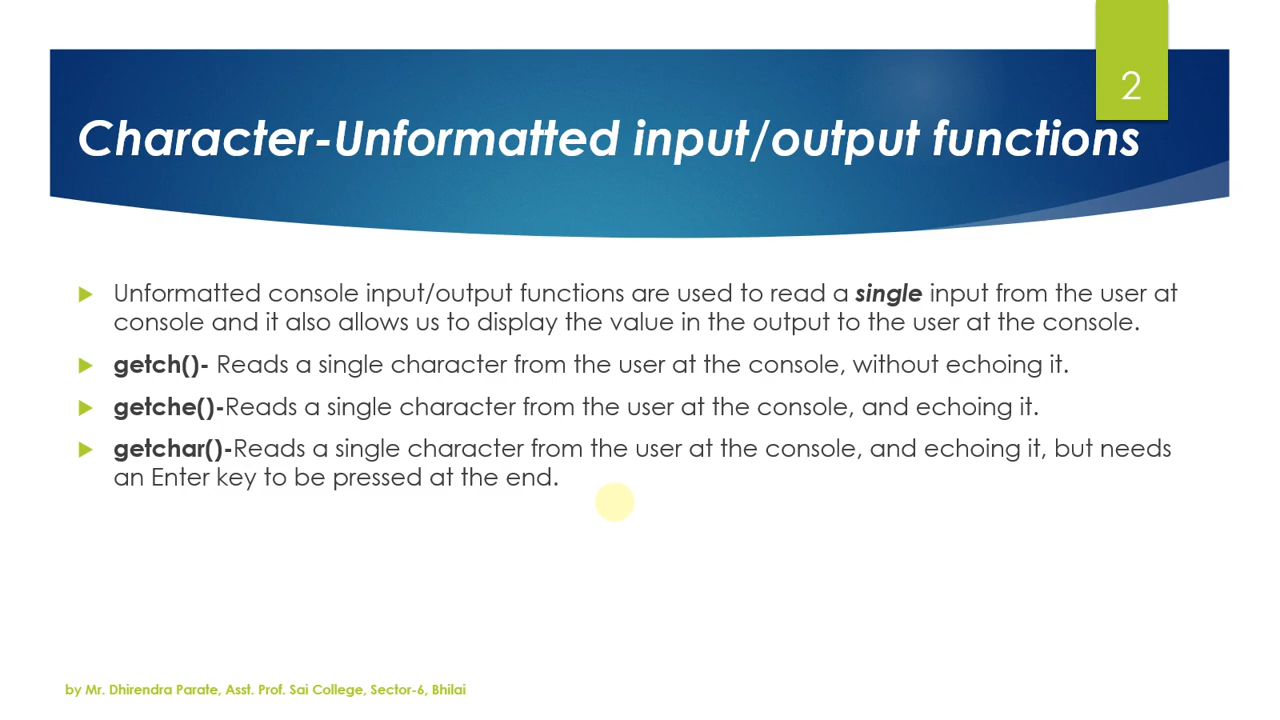 2
Character-Unformatted input/output functions
Unformatted console input/output functions are used to read a single input from the user at
console and it also allows us to display the value in the output to the user at the console.
getch()- Reads a single character from the user at the console, without echoing it.
getche()-Reads a single character from the user at the console, and echoing it.
getchar()-Reads a single character from the user at the console, and echoing it, but needs
an Enter key to be pressed at the end.
by Mr. Dhirendra Parate, Asst. Prof. Sai College, Sector-6, Bhilai